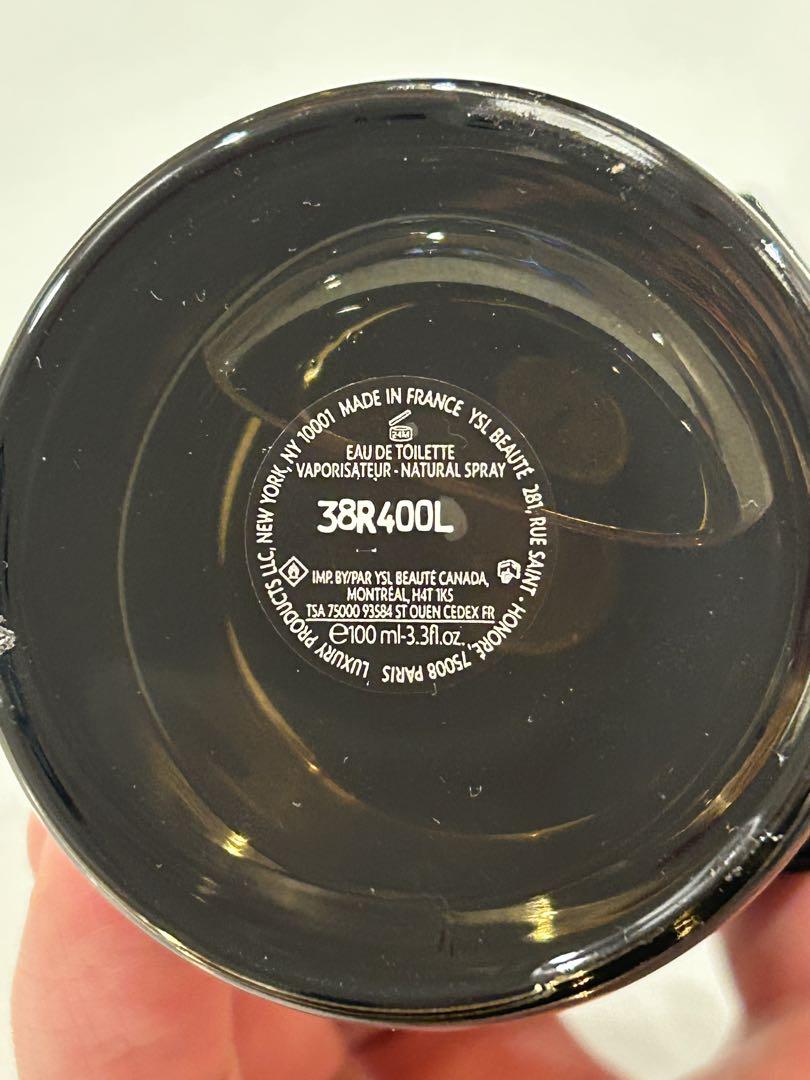 MADE IN FRANCE YSL BEAUTÉ 281, RUE SAINT - HONORÉ, 75008 PARIS LUXURY PRODUCTS LLC, NEW YORK, NY 10001
24M
EAU DE TOILETTE
VAPORISATEUR - NATURAL SPRAY
38R400L
IMP. BY/PAR YSL BEAUTÉ CANADA,
MONTRÉAL, H4T 1K5
TSA 75000 93584 ST OUEN CEDEX FR
℮100 ml-3.3fl.oz.